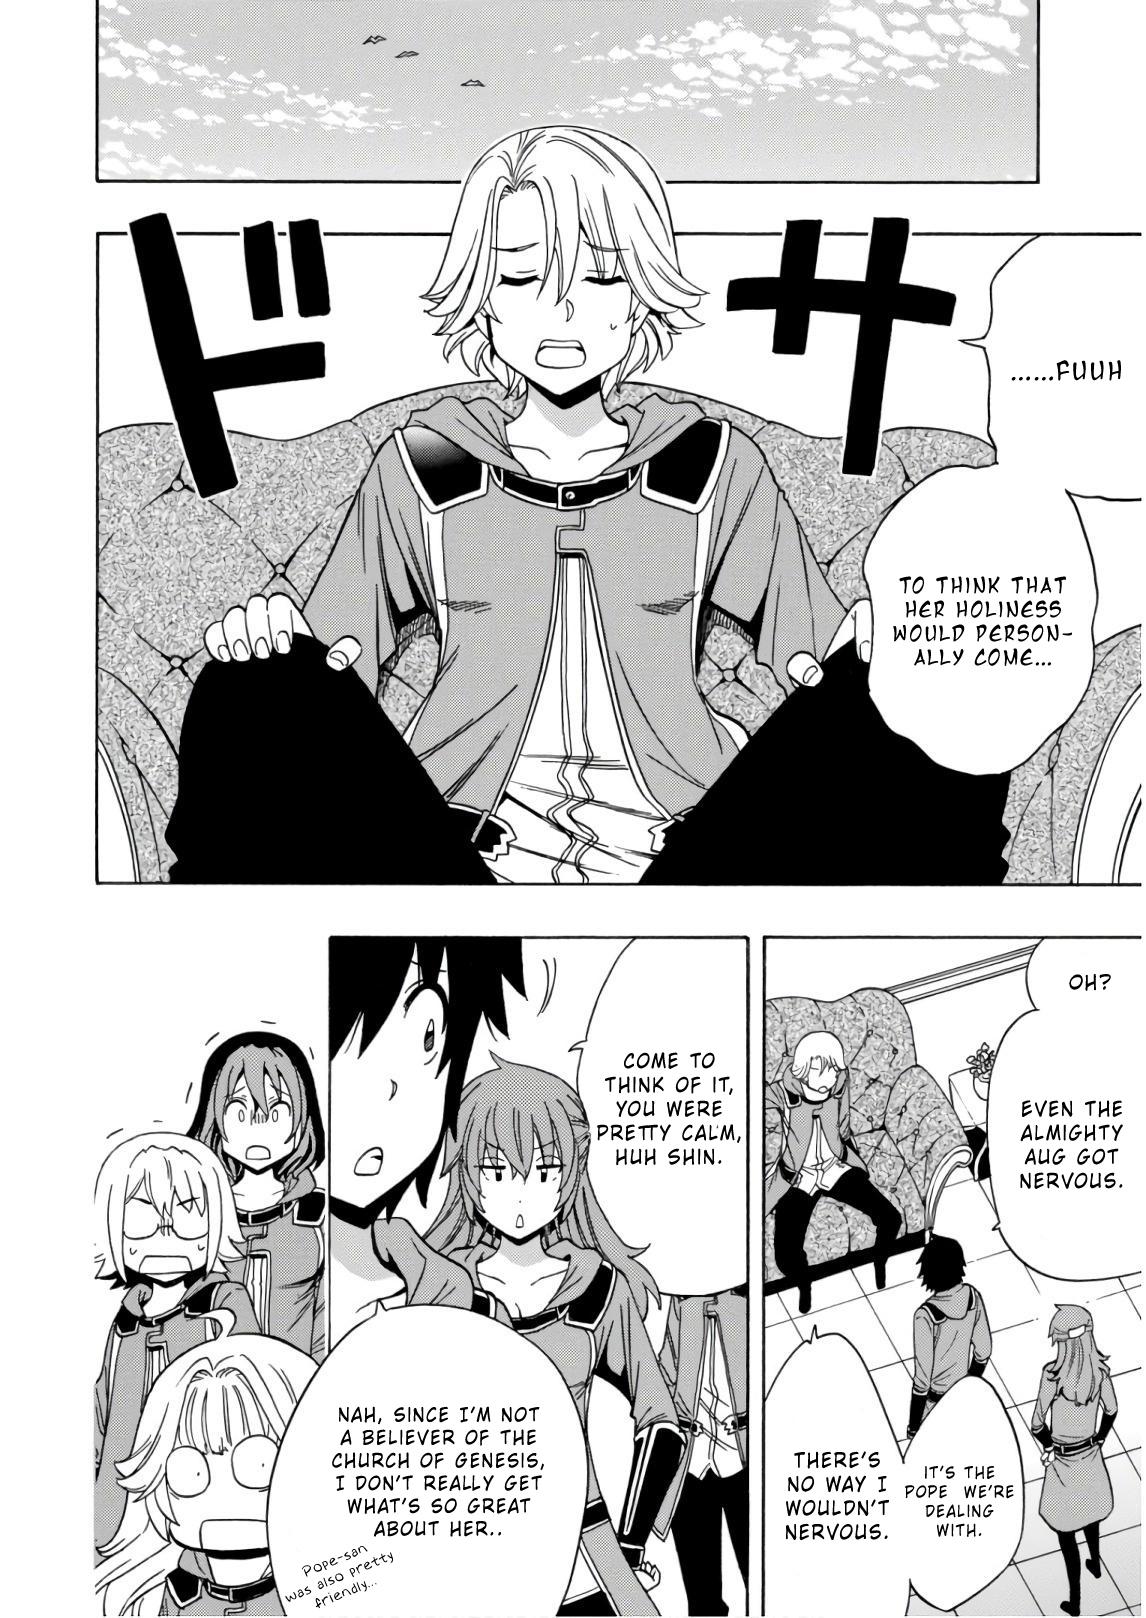 ドサ
......FUUH
TO THINK THAT
HER HOLINESS
WOULD PERSON-
ALLY COME...
OH?
EVEN THE
ALMIGHTY
AUG GOT
NERVOUS.
THERE'S
NO WAY I
WOULDN'T
NERVOUS.
IT'S THE
POPE WE'RE
DEALING
WITH.
COME TO
THINK OF IT,
YOU WERE
PRETTY CALM,
HUH SHIN.
NAH, SINCE I'M NOT
A BELIEVER OF THE
CHURCH OF GENESIS,
I DON'T REALLY GET
WHAT'S SO GREAT
ABOUT HER..
Pope-san
was also pretty
friendly...